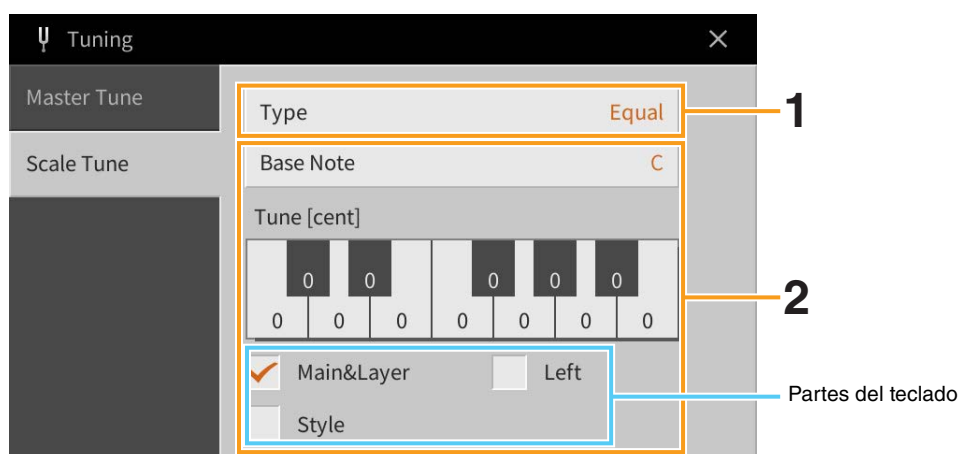 Tuning
Master Tune
Scale Tune
Type Equal
1
Base Note C
Tune [cent]
0 0 0 0 0
0 0 0 0 0 0 0
2
Main&Layer Left
Partes del teclado
Style